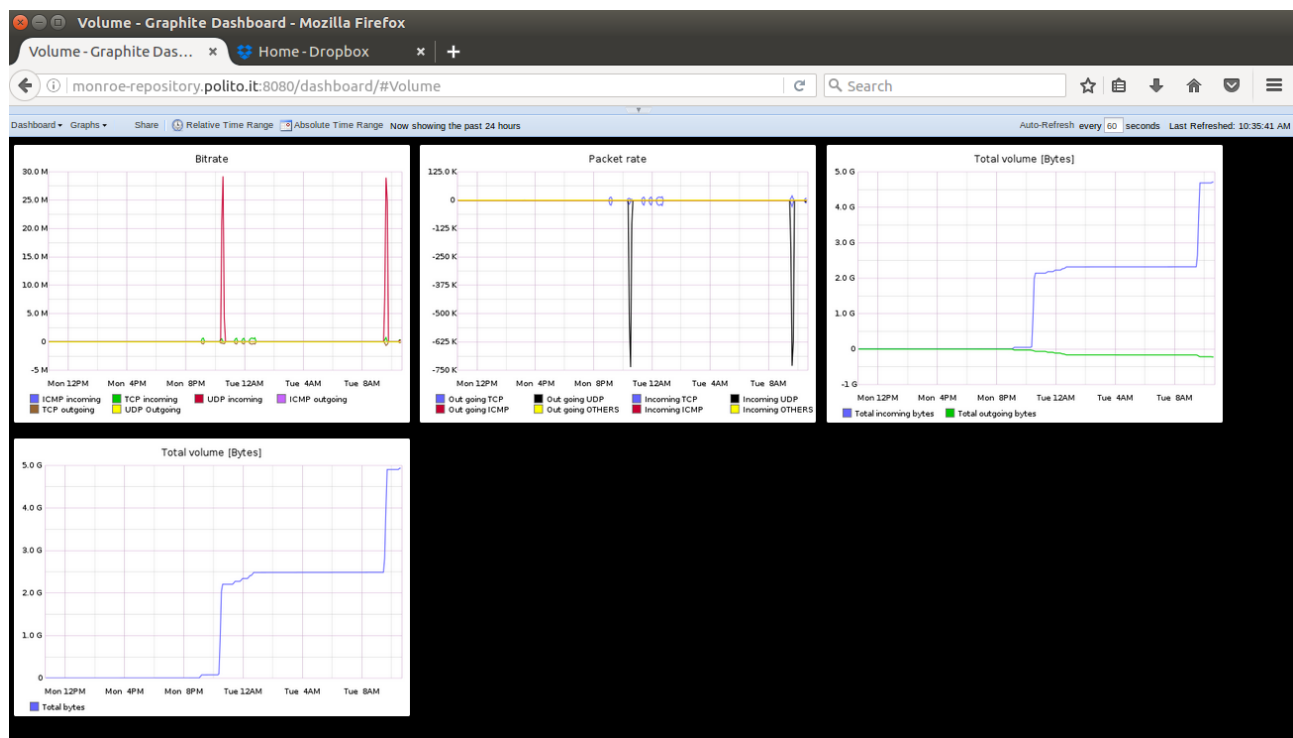 Volume - Graphite Dashboard - Mozilla Firefox
Volume - Graphite Das... × Home - Dropbox × +
monroe-repository.polito.it:8080/dashboard/#Volume Search
Dashboard Graphs Share Relative Time Range Absolute Time Range Now showing the past 24 hours Auto-Refresh every 60 seconds Last Refreshed: 10:35:41 AM
Bitrate
30.0 M
25.0 M
20.0 M
15.0 M
10.0 M
5.0 M
0
-5 M
Mon 12PM Mon 4PM Mon 8PM Tue 12AM Tue 4AM Tue 8AM
ICMP incoming TCP incoming UDP incoming ICMP outgoing
TCP outgoing UDP Outgoing
Packet rate
125.0 K
0
-125 K
-250 K
-375 K
-500 K
-625 K
-750 K
Mon 12PM Mon 4PM Mon 8PM Tue 12AM Tue 4AM Tue 8AM
Out going TCP Out going UDP Incoming TCP Incoming UDP
Out going ICMP Out going OTHERS Incoming ICMP Incoming OTHERS
Total volume [Bytes]
5.0 G
4.0 G
3.0 G
2.0 G
1.0 G
0
-1 G
Mon 12PM Mon 4PM Mon 8PM Tue 12AM Tue 4AM Tue 8AM
Total incoming bytes Total outgoing bytes
Total volume [Bytes]
5.0 G
4.0 G
3.0 G
2.0 G
1.0 G
0
Mon 12PM Mon 4PM Mon 8PM Tue 12AM Tue 4AM Tue 8AM
Total bytes